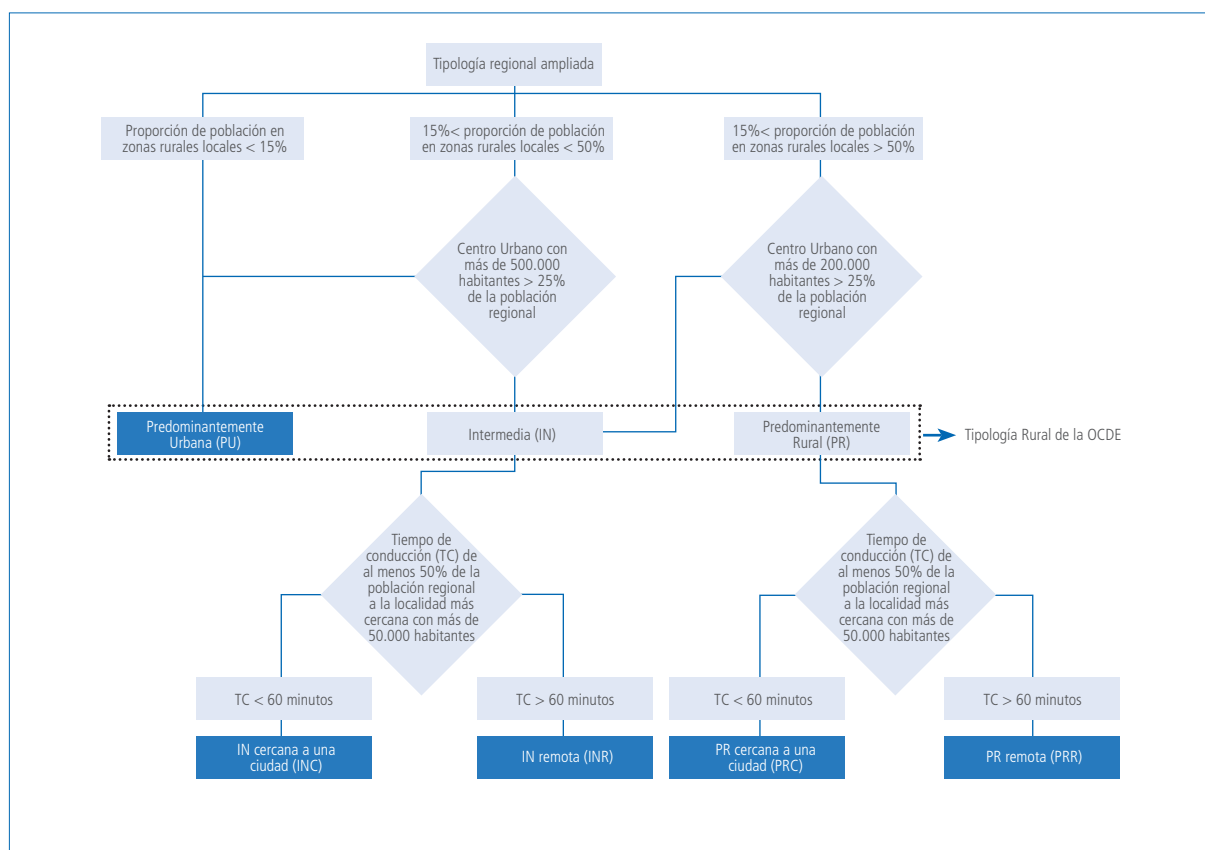 Tipología regional ampliada
Proporción de población en
zonas rurales locales < 15%
15%< proporción de población
en zonas rurales locales < 50%
15%< proporción de población
en zonas rurales locales > 50%
Centro Urbano con
más de 500.000
habitantes > 25%
de la población
regional
Centro Urbano con
más de 200.000
habitantes > 25%
de la población
regional
Predominantemente
Urbana (PU)
Intermedia (IN)
Predominantemente
Rural (PR)
Tipología Rural de la OCDE
Tiempo de
conducción (TC) de
al menos 50% de la
población regional
a la localidad más
cercana con más de
50.000 habitantes
Tiempo de
conducción (TC) de
al menos 50% de la
población regional
a la localidad más
cercana con más de
50.000 habitantes
TC < 60 minutos
TC > 60 minutos
TC < 60 minutos
TC > 60 minutos
IN cercana a una
ciudad (INC)
IN remota (INR)
PR cercana a una
ciudad (PRC)
PR remota (PRR)